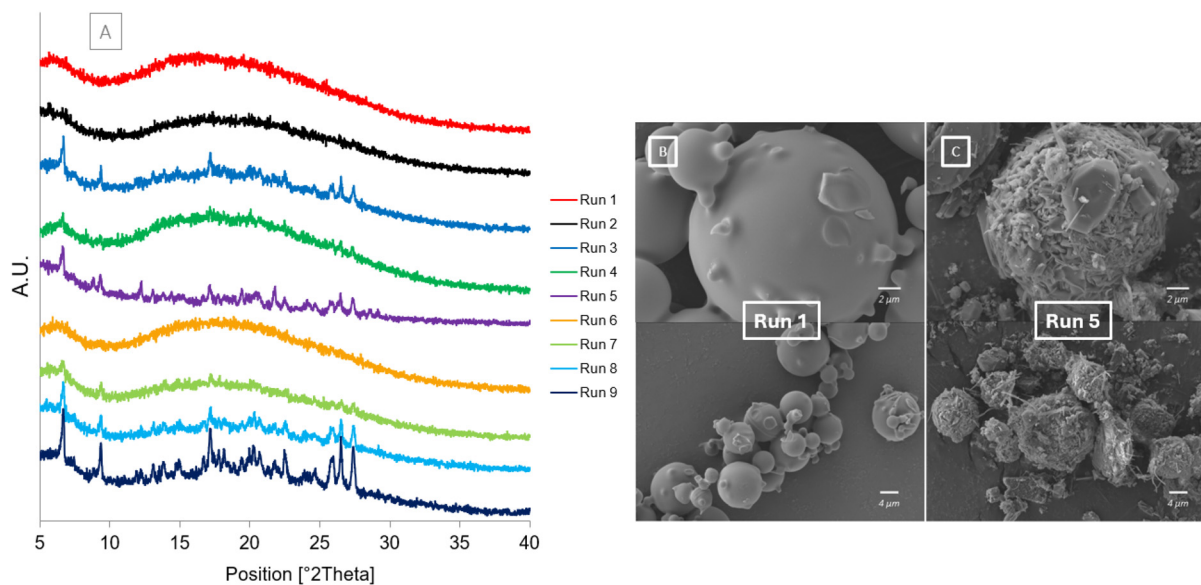 A
A.U.
5 10 15 20 25 30 35 40
Position [°2Theta]
Run 1
Run 2
Run 3
Run 4
Run 5
Run 6
Run 7
Run 8
Run 9
B
2 µm
C
2 µm
Run 1
Run 5
4 µm
4 µm